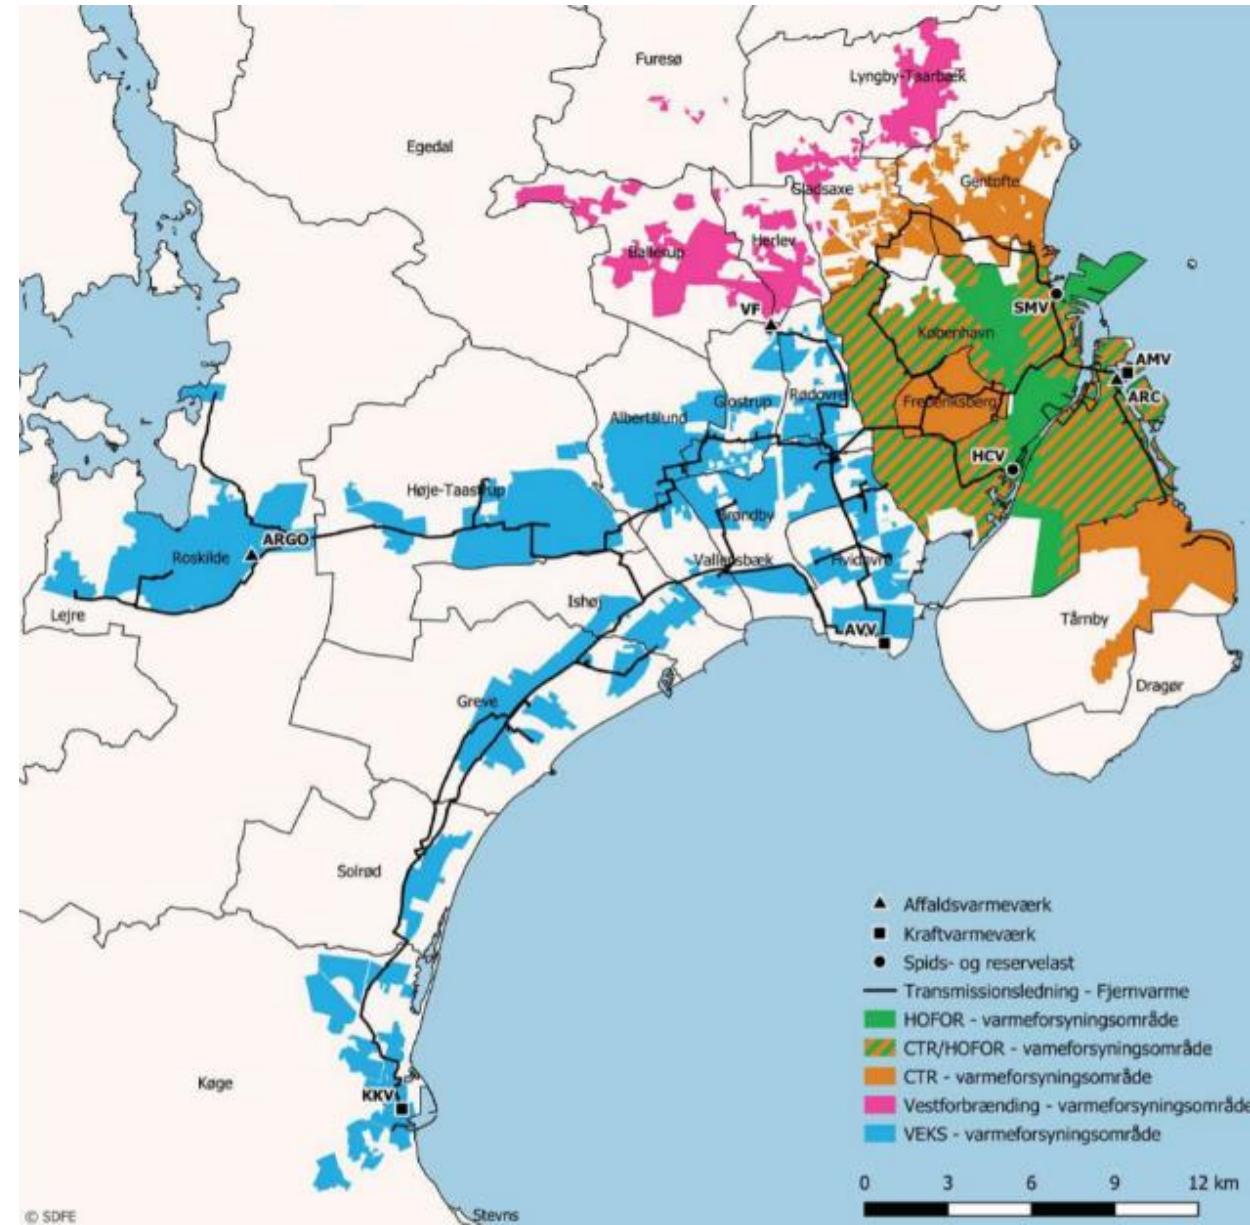 Furesø
Lyngby-Taarbæk
Egedal
Gladsaxe
Gentofte
Ballerup
Herlev
VF
SMV
København
AMV
ARC
Albertslund
Glostrup
Rødovre
Frederiksberg
HCV
Høje-Taastrup
Brøndby
ARGO
Roskilde
Vallensbæk
Hvidovre
Lejre
Ishøj
Tårnby
AVV
Dragør
Greve
Solrød
Køge
KKV
Stevns
Affaldsvarmeværk
Kraftvarmeværk
Spids- og reservelast
Transmissionsledning - Fjernvarme
HOFOR - varmeforsyningsområde
CTR/HOFOR - vameforsyningsområde
CTR - varmeforsyningsområde
Vestforbrænding - varmeforsyningsområde
VEKS - varmeforsyningsområde
0 3 6 9 12 km
© SDFE